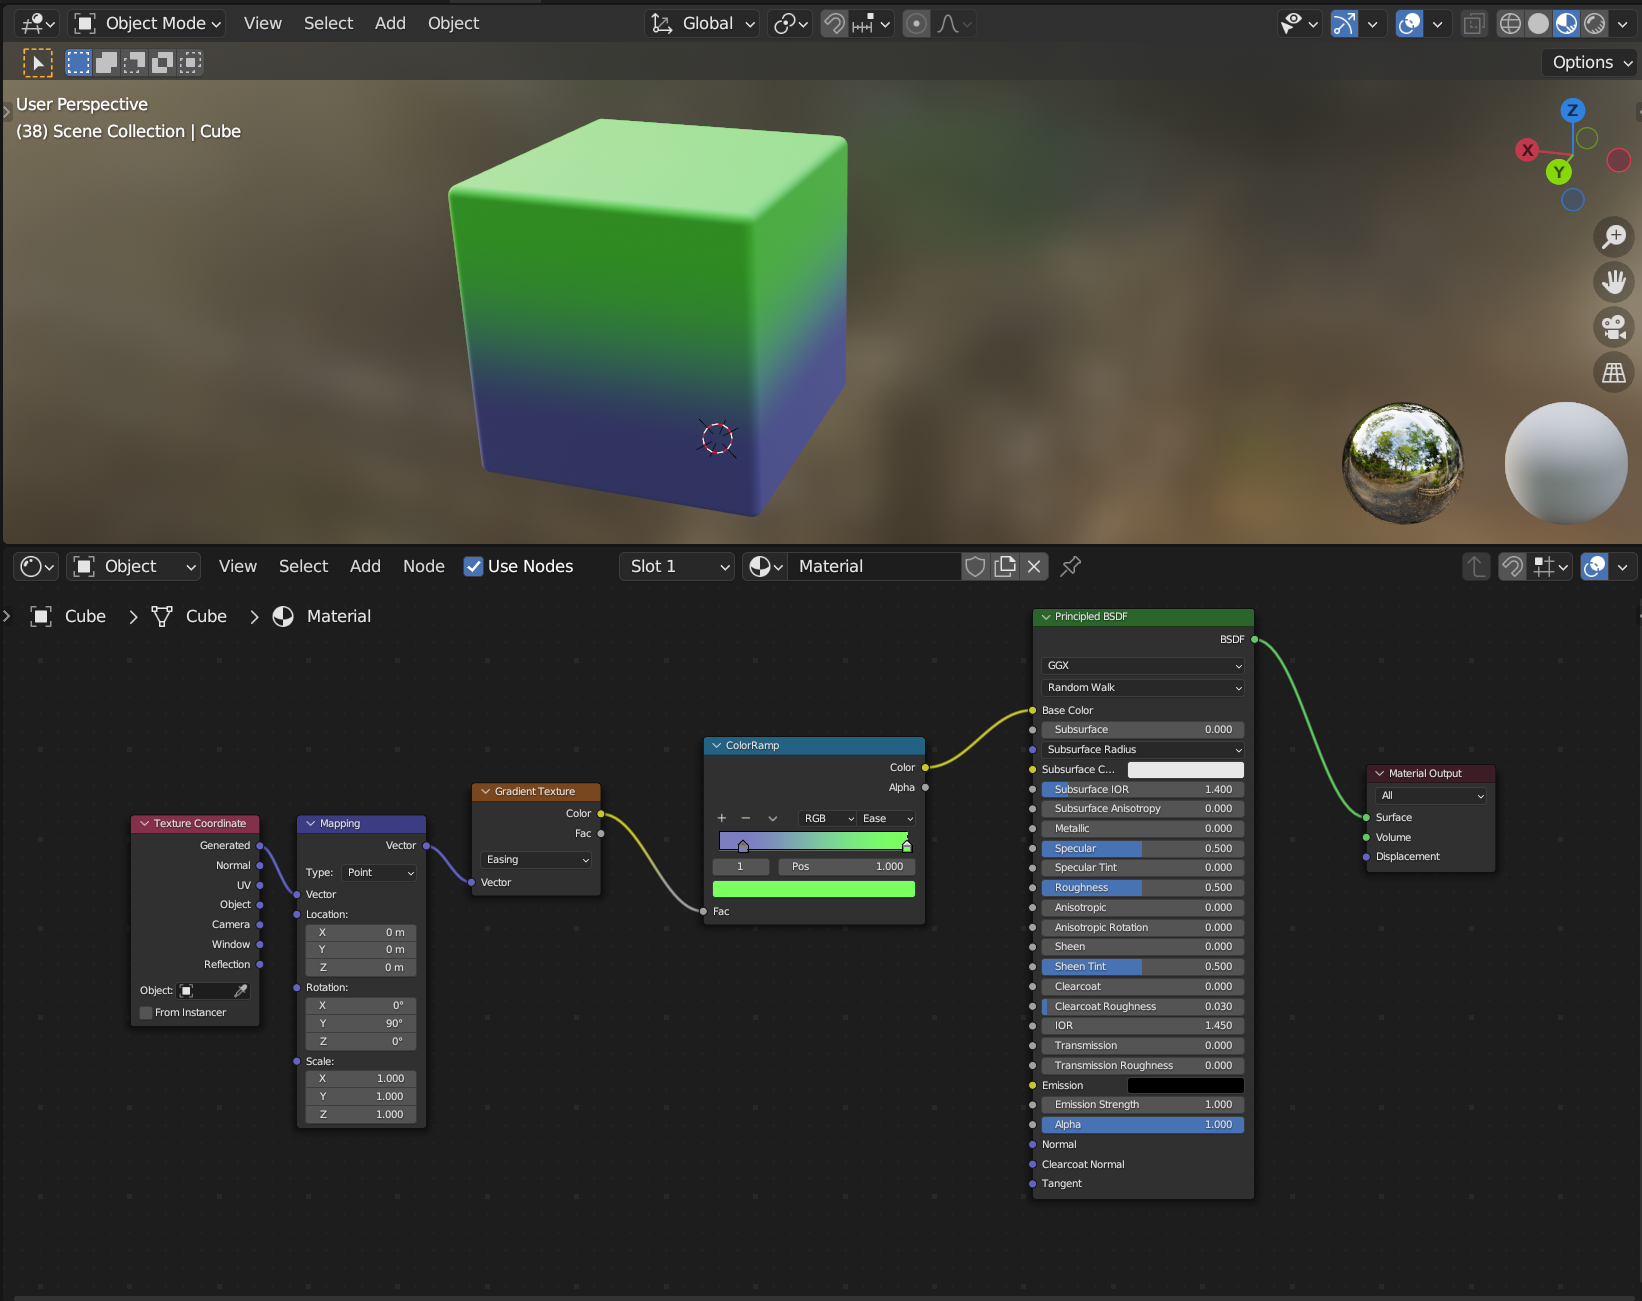 Object Mode View Select Add Object Global
Options
User Perspective
(38) Scene Collection | Cube
Z
X
Y
Object View Select Add Node Use Nodes Slot 1 Material
Cube Cube Material
Texture Coordinate
Generated
Normal
UV
Object
Camera
Window
Reflection
Object:
From Instancer
Mapping
Vector
Type: Point
Vector
Location:
X 0 m
Y 0 m
Z 0 m
Rotation:
X 0°
Y 90°
Z 0°
Scale:
X 1.000
Y 1.000
Z 1.000
Gradient Texture
Color
Fac
Easing
Vector
ColorRamp
Color
Alpha
RGB Ease
1 Pos 1.000
Fac
Principled BSDF
BSDF
GGX
Random Walk
Base Color
Subsurface 0.000
Subsurface Radius
Subsurface C...
Subsurface IOR 1.400
Subsurface Anisotropy 0.000
Metallic 0.000
Specular 0.500
Specular Tint 0.000
Roughness 0.500
Anisotropic 0.000
Anisotropic Rotation 0.000
Sheen 0.000
Sheen Tint 0.500
Clearcoat 0.000
Clearcoat Roughness 0.030
IOR 1.450
Transmission 0.000
Transmission Roughness 0.000
Emission
Emission Strength 1.000
Alpha 1.000
Normal
Clearcoat Normal
Tangent
Material Output
All
Surface
Volume
Displacement